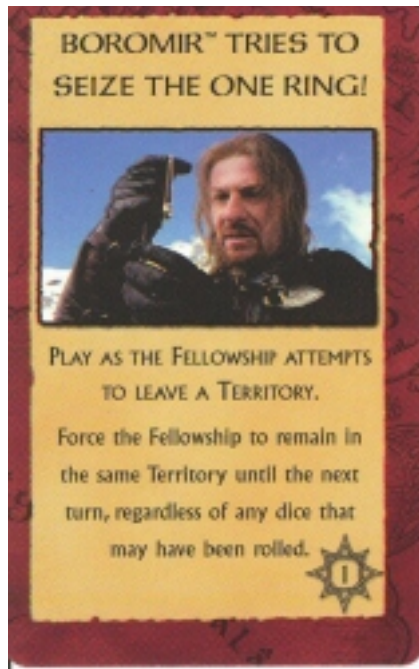 BOROMIR™ TRIES TO
SEIZE THE ONE RING!
PLAY AS THE FELLOWSHIP ATTEMPTS
TO LEAVE A TERRITORY.
Force the Fellowship to remain in
the same Territory until the next
turn, regardless of any dice that
may have been rolled.
1